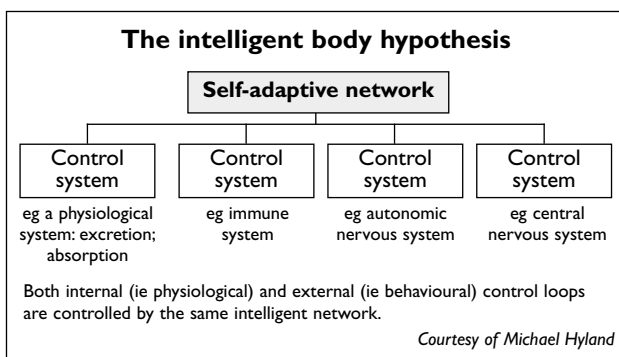 The intelligent body hypothesis
Self-adaptive network
Control
system
eg a physiological
system: excretion;
absorption
Control
system
eg immune
system
Control
system
eg autonomic
nervous system
Control
system
eg central
nervous system
Both internal (ie physiological) and external (ie behavioural) control loops
are controlled by the same intelligent network.
Courtesy of Michael Hyland